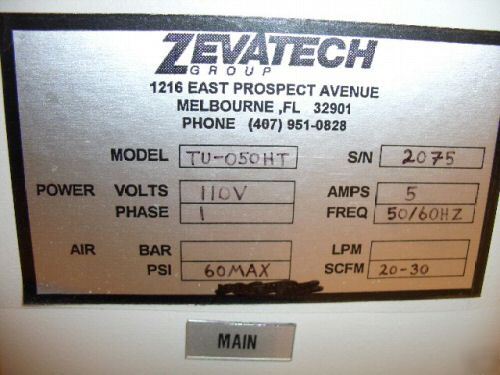 ZEVATECH
GROUP
1216 EAST PROSPECT AVENUE
MELBOURNE ,FL 32901
PHONE (407) 951-0828
MODEL TU-050HT S/N 2075
POWER VOLTS 110V AMPS 5
PHASE 1 FREQ 50/60HZ
AIR BAR LPM
PSI 60MAX SCFM 20-30
MAIN